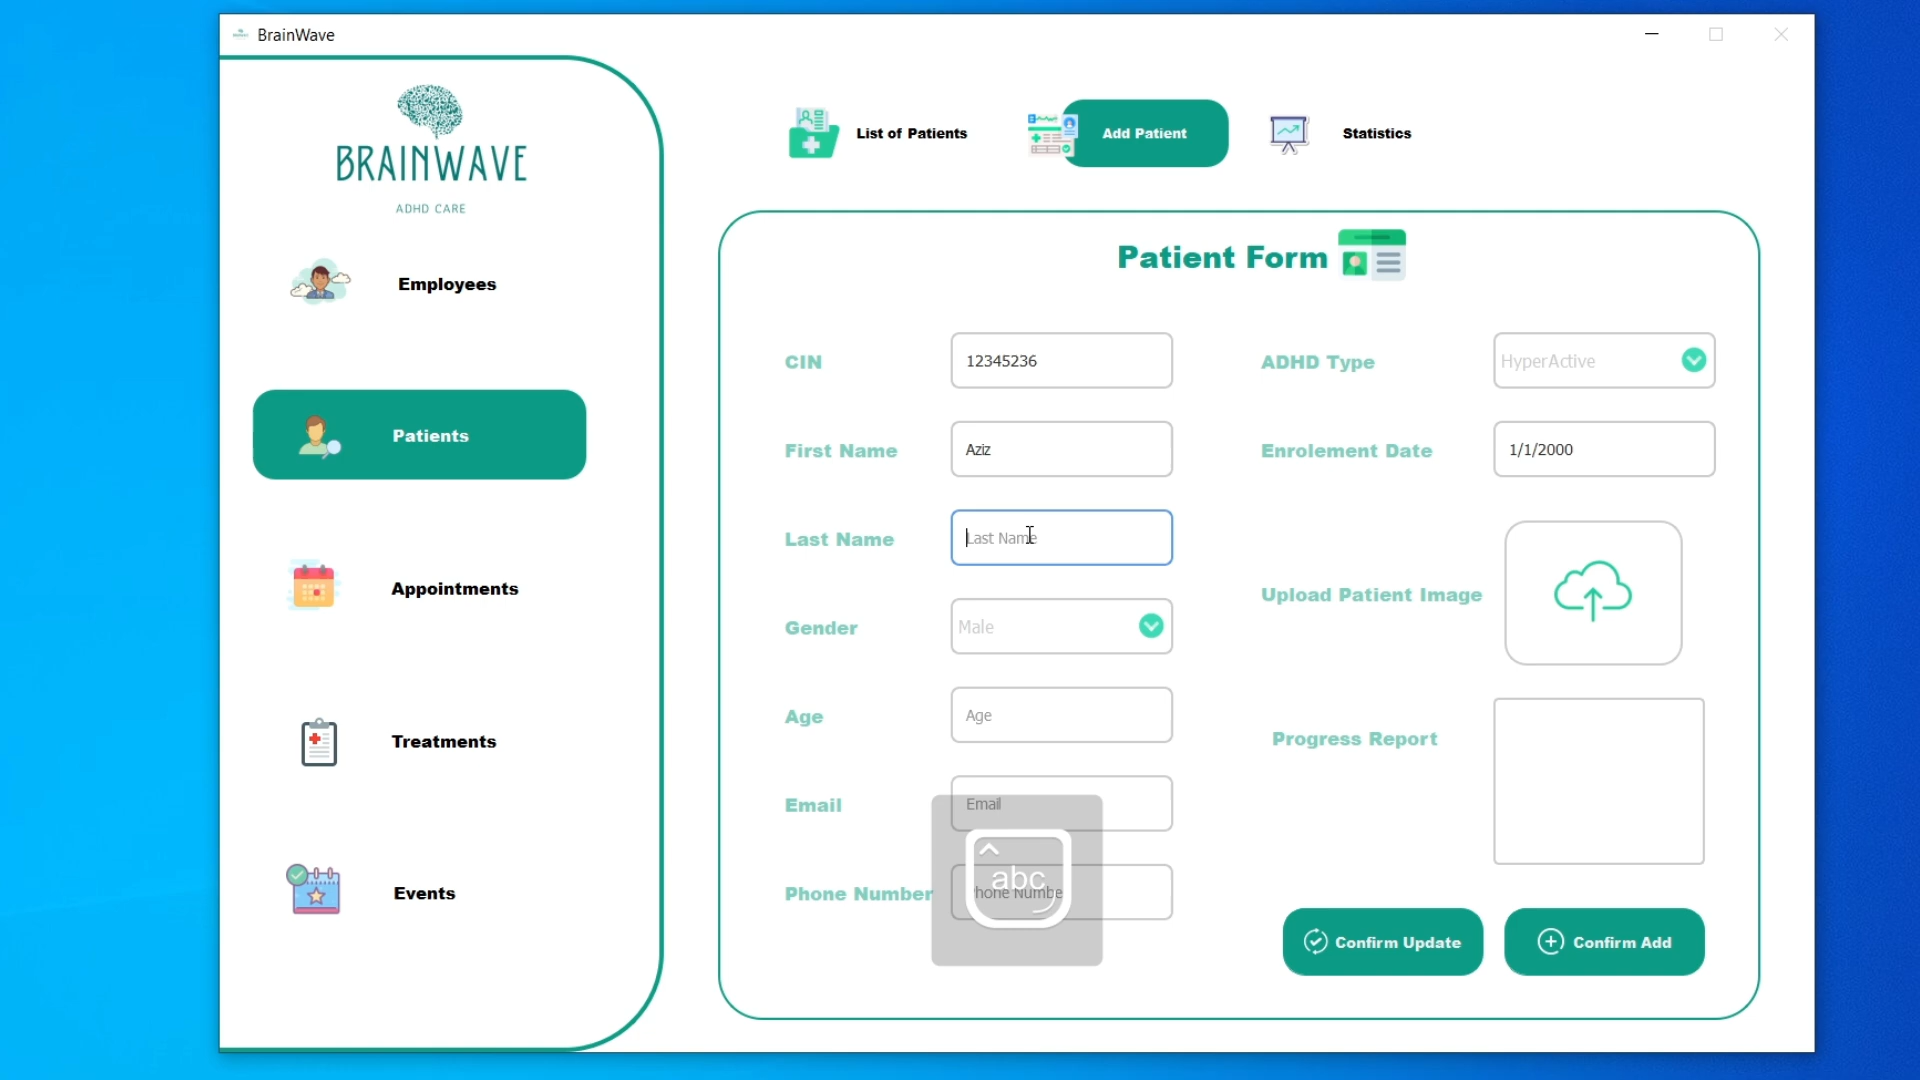 BrainWave
BRAINWAVE
ADHD CARE
Employees
Patients
Appointments
Treatments
Events
List of Patients
Add Patient
Statistics
Patient Form
CIN
12345236
First Name
Aziz
Last Name
Last Name
Gender
Male
Age
Age
Email
Email
Phone Number
Phone Numbe
abc
ADHD Type
HyperActive
Enrolement Date
1/1/2000
Upload Patient Image
Progress Report
Confirm Update
Confirm Add